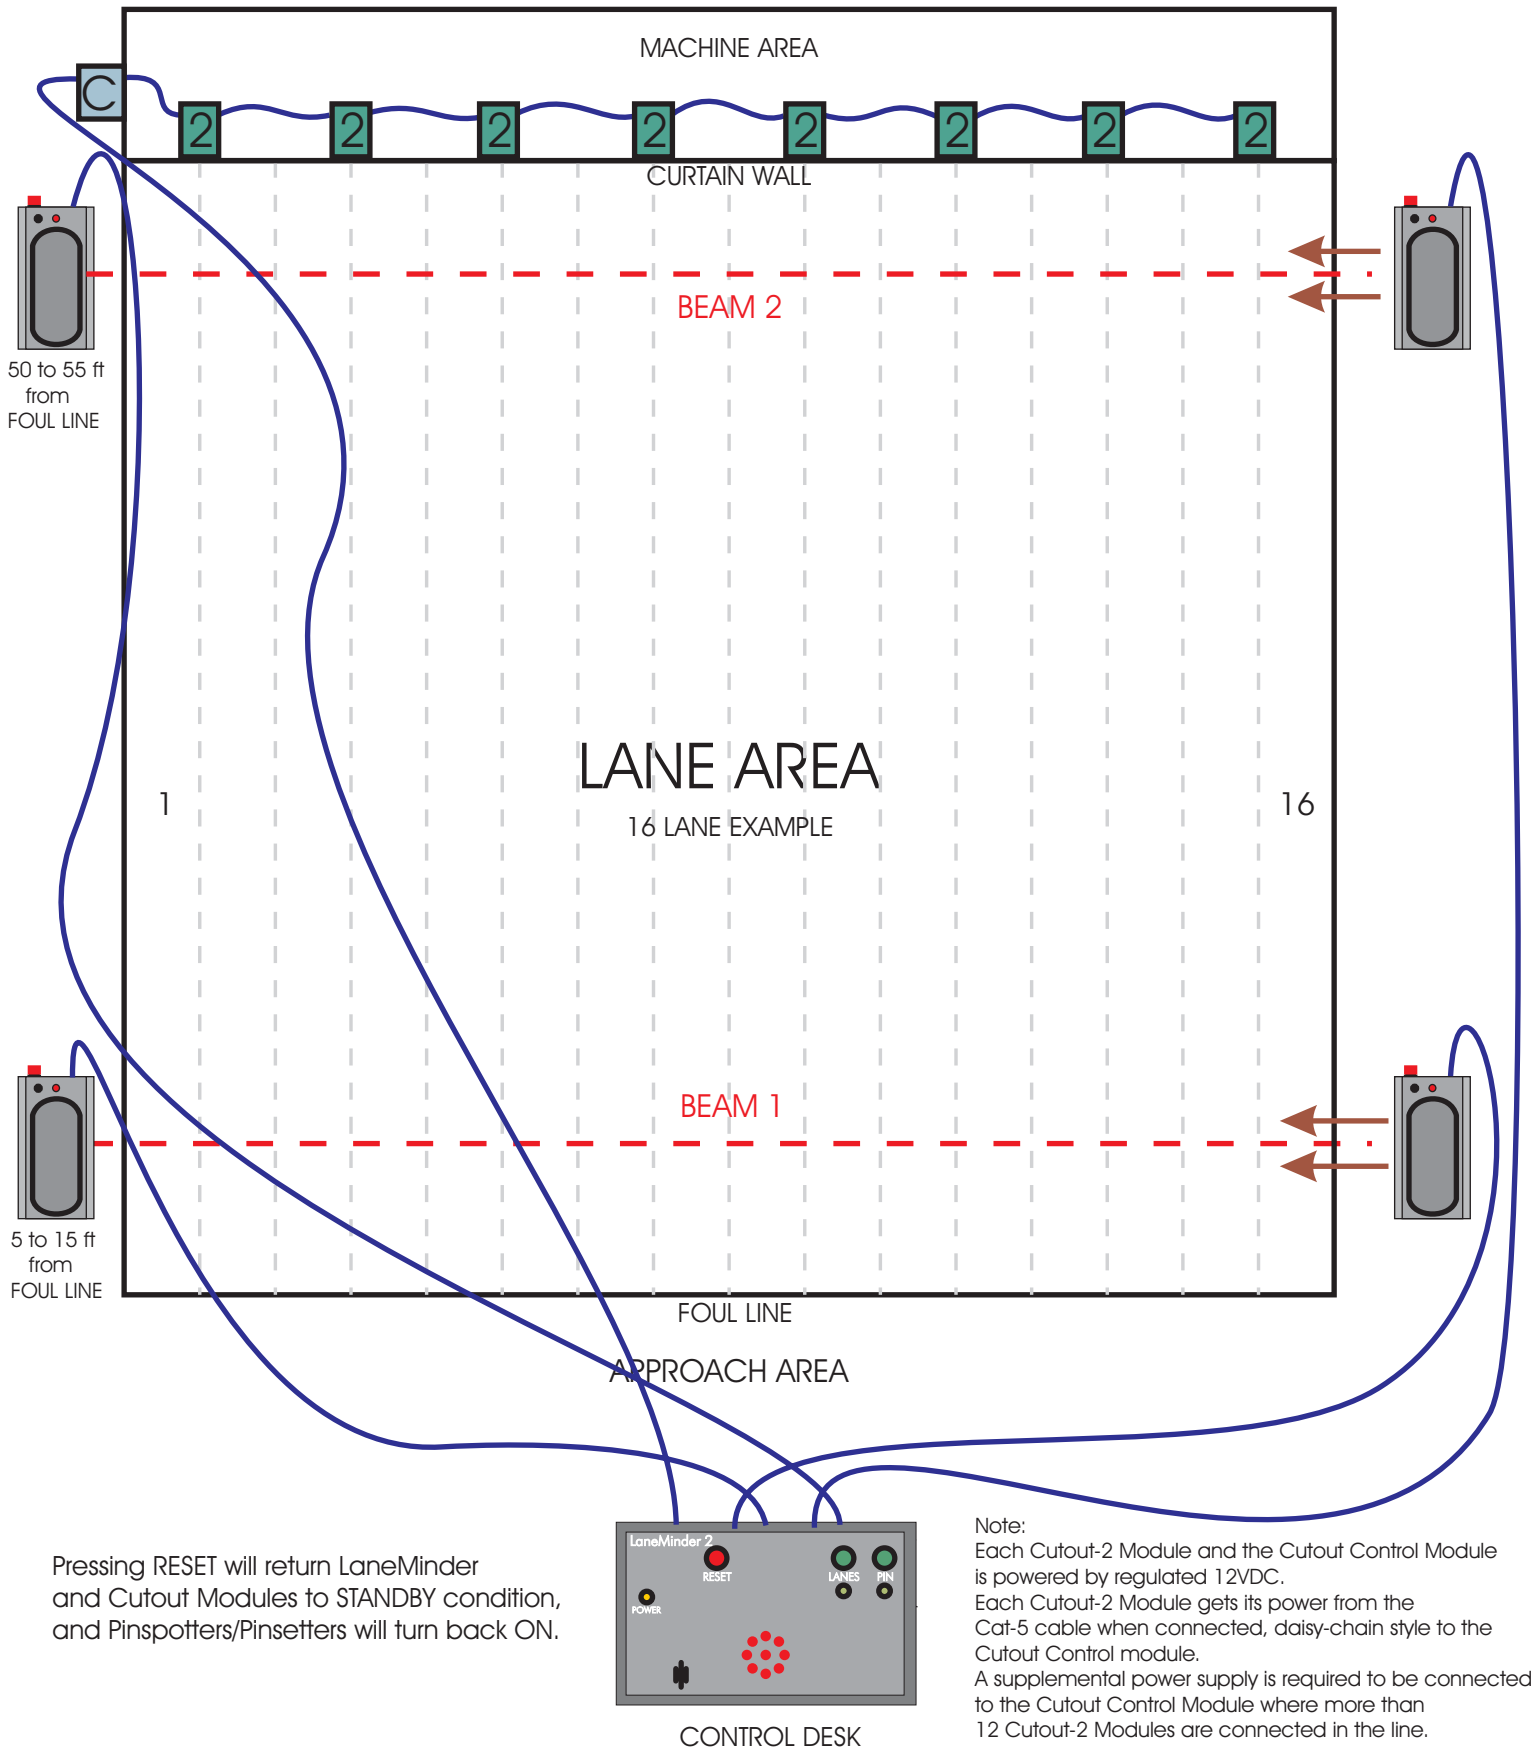 MACHINE AREA
C
2 2 2 2 2 2 2 2
CURTAIN WALL
BEAM 2
50 to 55 ft
from
FOUL LINE
LANE AREA
1
16
16 LANE EXAMPLE
BEAM 1
5 to 15 ft
from
FOUL LINE
FOUL LINE
APPROACH AREA
LaneMinder 2
RESET
LANES
PIN
POWER
CONTROL DESK
Pressing RESET will return LaneMinder
and Cutout Modules to STANDBY condition,
and Pinspotters/Pinsetters will turn back ON.
Note:
Each Cutout-2 Module and the Cutout Control Module
is powered by regulated 12VDC.
Each Cutout-2 Module gets its power from the
Cat-5 cable when connected, daisy-chain style to the
Cutout Control module.
A supplemental power supply is required to be connected
to the Cutout Control Module where more than
12 Cutout-2 Modules are connected in the line.